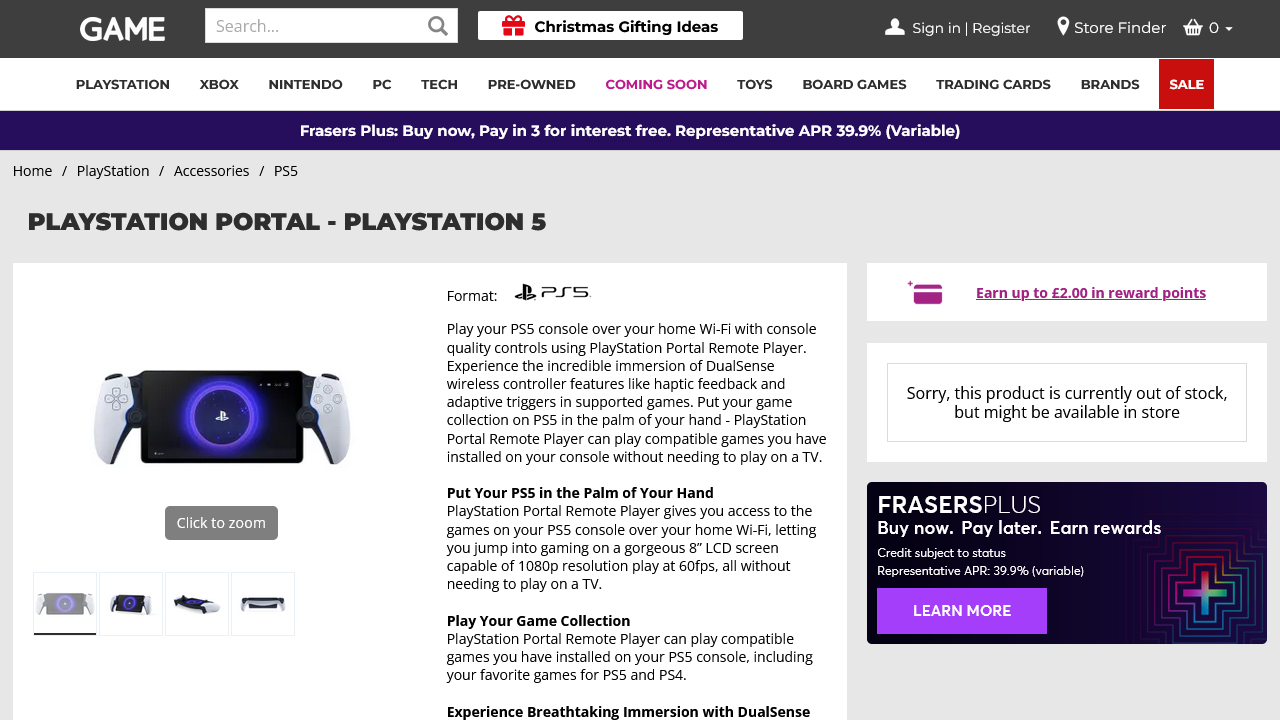 GAME
Search...
Christmas Gifting Ideas
Sign in | Register
Store Finder
0
PLAYSTATION
XBOX
NINTENDO
PC
TECH
PRE-OWNED
COMING SOON
TOYS
BOARD GAMES
TRADING CARDS
BRANDS
SALE
Frasers Plus: Buy now, Pay in 3 for interest free. Representative APR 39.9% (Variable)
Home / PlayStation / Accessories / PS5
PLAYSTATION PORTAL - PLAYSTATION 5
Click to zoom
Format: PS5
Play your PS5 console over your home Wi-Fi with console
quality controls using PlayStation Portal Remote Player.
Experience the incredible immersion of DualSense
wireless controller features like haptic feedback and
adaptive triggers in supported games. Put your game
collection on PS5 in the palm of your hand - PlayStation
Portal Remote Player can play compatible games you have
installed on your console without needing to play on a TV.
Put Your PS5 in the Palm of Your Hand
PlayStation Portal Remote Player gives you access to the
games on your PS5 console over your home Wi-Fi, letting
you jump into gaming on a gorgeous 8” LCD screen
capable of 1080p resolution play at 60fps, all without
needing to play on a TV.
Play Your Game Collection
PlayStation Portal Remote Player can play compatible
games you have installed on your PS5 console, including
your favorite games for PS5 and PS4.
Experience Breathtaking Immersion with DualSense
Earn up to £2.00 in reward points
Sorry, this product is currently out of stock,
but might be available in store
FRASERSPLUS
Buy now. Pay later. Earn rewards
Credit subject to status
Representative APR: 39.9% (variable)
LEARN MORE